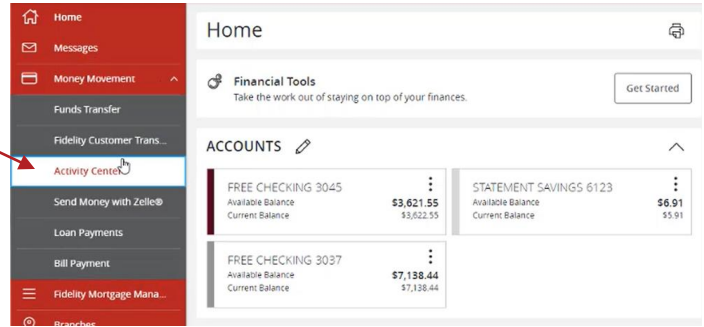 Home
Messages
Money Movement
Funds Transfer
Fidelity Customer Trans...
Activity Center
Send Money with Zelle®
Loan Payments
Bill Payment
Fidelity Mortgage Mana...
Branches
Home
Financial Tools
Take the work out of staying on top of your finances.
Get Started
ACCOUNTS
FREE CHECKING 3045
Available Balance $3,621.55
Current Balance $3,622.55
STATEMENT SAVINGS 6123
Available Balance $6.91
Current Balance $5.91
FREE CHECKING 3037
Available Balance $7,138.44
Current Balance $7,138.44